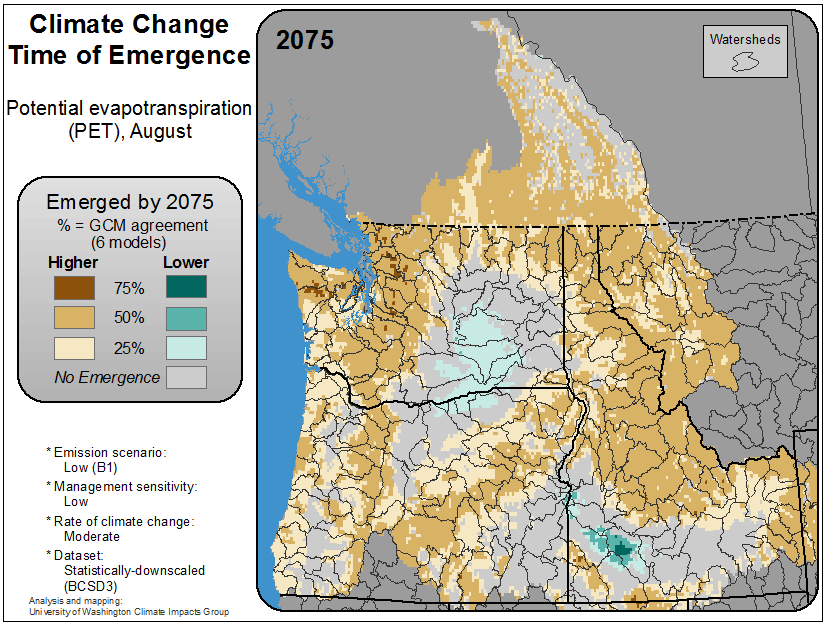 Climate Change
Time of Emergence
Potential evapotranspiration
(PET), August
Emerged by 2075
% = GCM agreement
(6 models)
Higher Lower
75%
50%
25%
No Emergence
* Emission scenario:
Low (B1)
* Management sensitivity:
Low
* Rate of climate change:
Moderate
* Dataset:
Statistically-downscaled
(BCSD3)
Analysis and mapping:
University of Washington Climate Impacts Group
2075
Watersheds